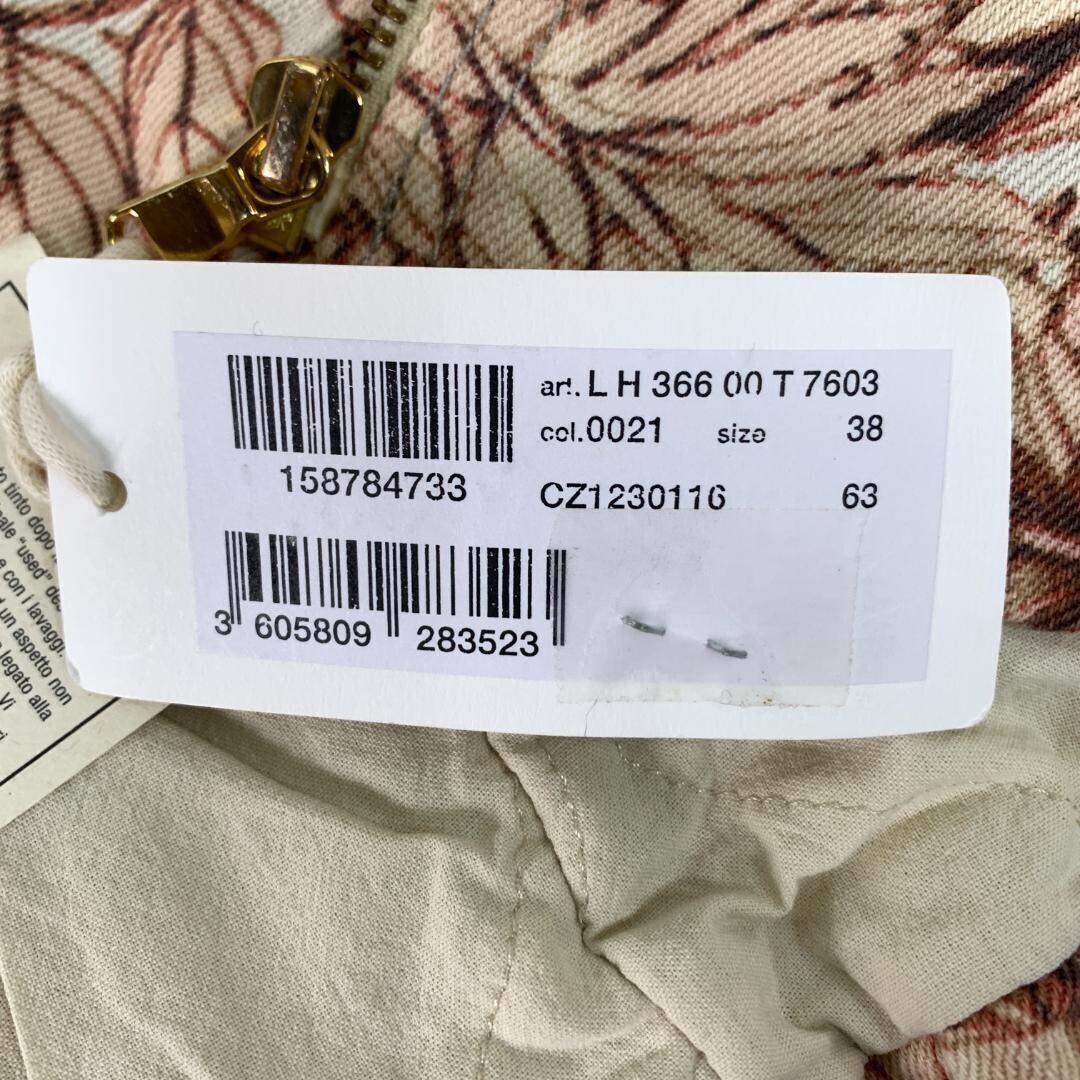 art. L H 366 00 T 7603
col.0021 size 38
158784733
CZ1230116 63
3 605809 283523
tinto dopo
"used"
e con i lavaggi.
un aspetto non
legato alla